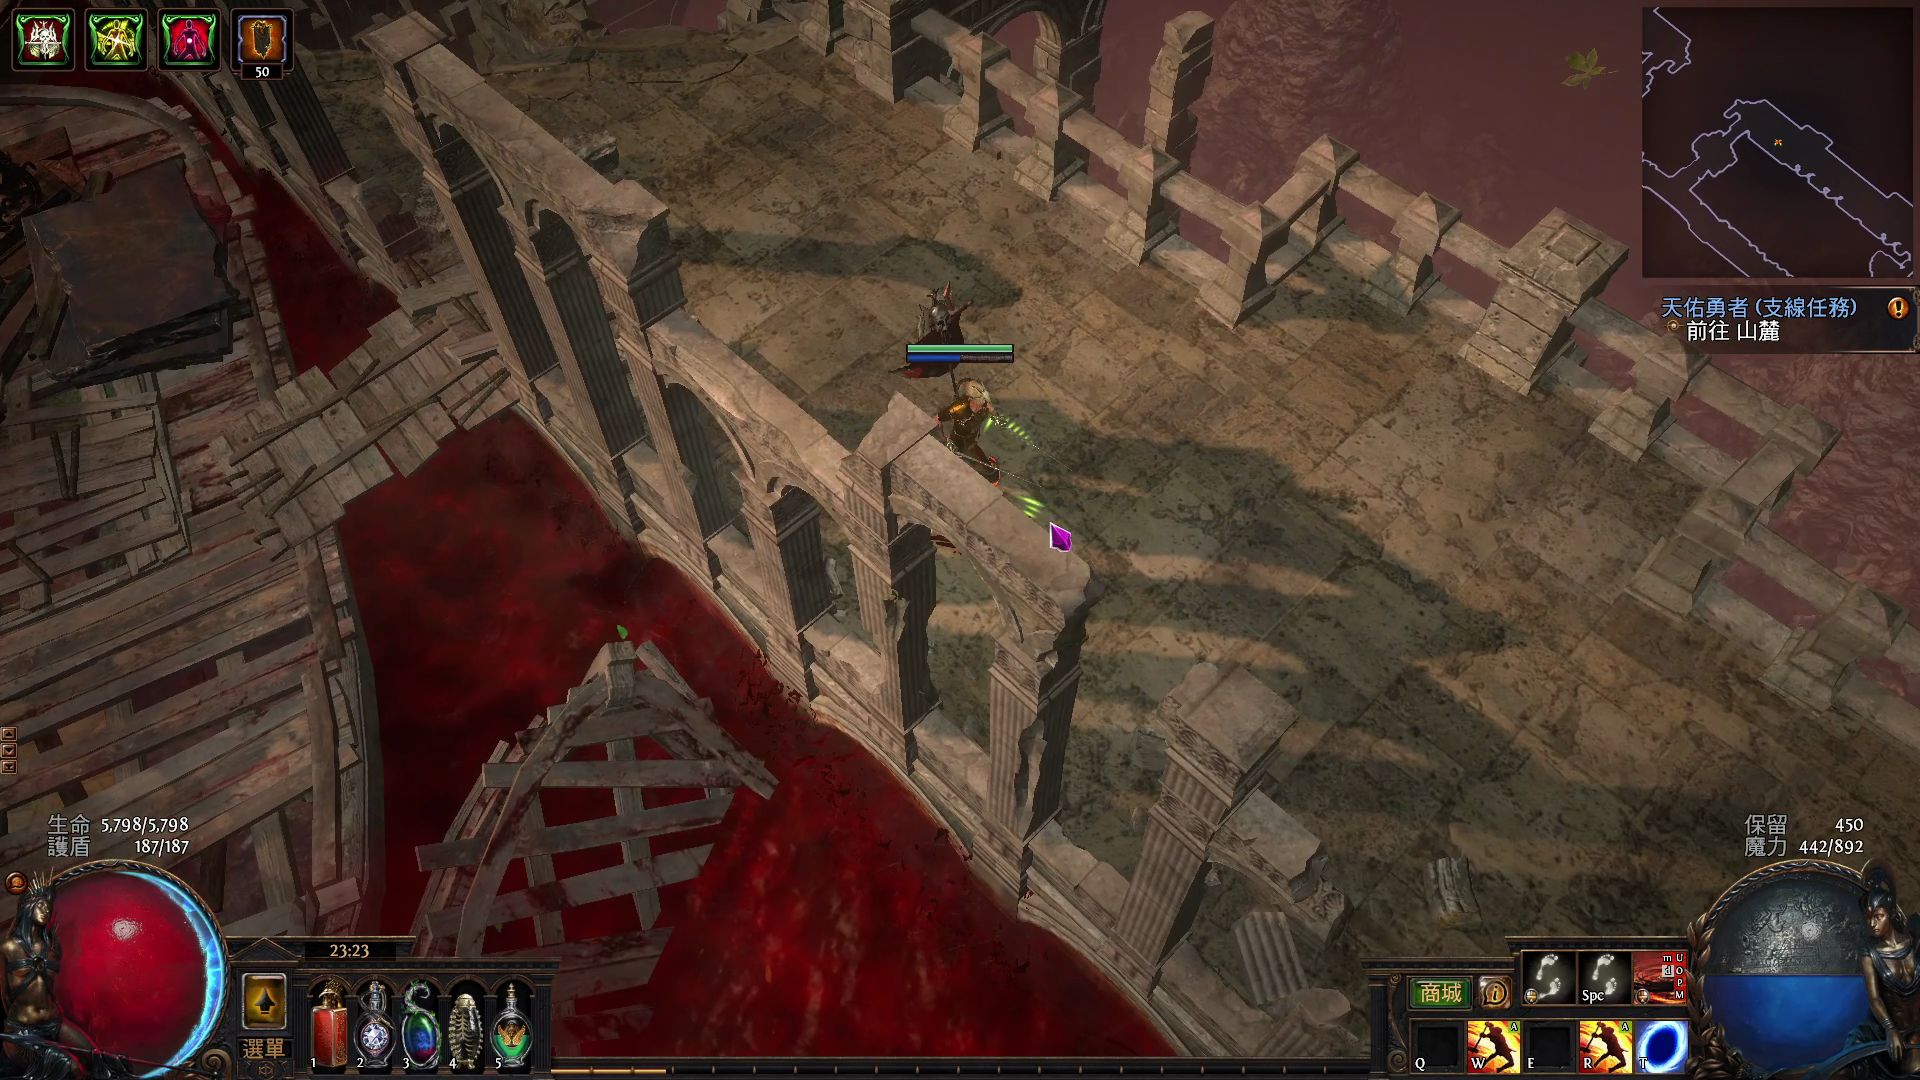 50
天佑勇者 (支線任務)
前往 山麓
生命 5,798/5,798
護盾 187/187
保留 450
魔力 442/892
23:23
選單
1 2 3 4 5
商城
Spc
m U
d O
P
M
A A
Q W E R T